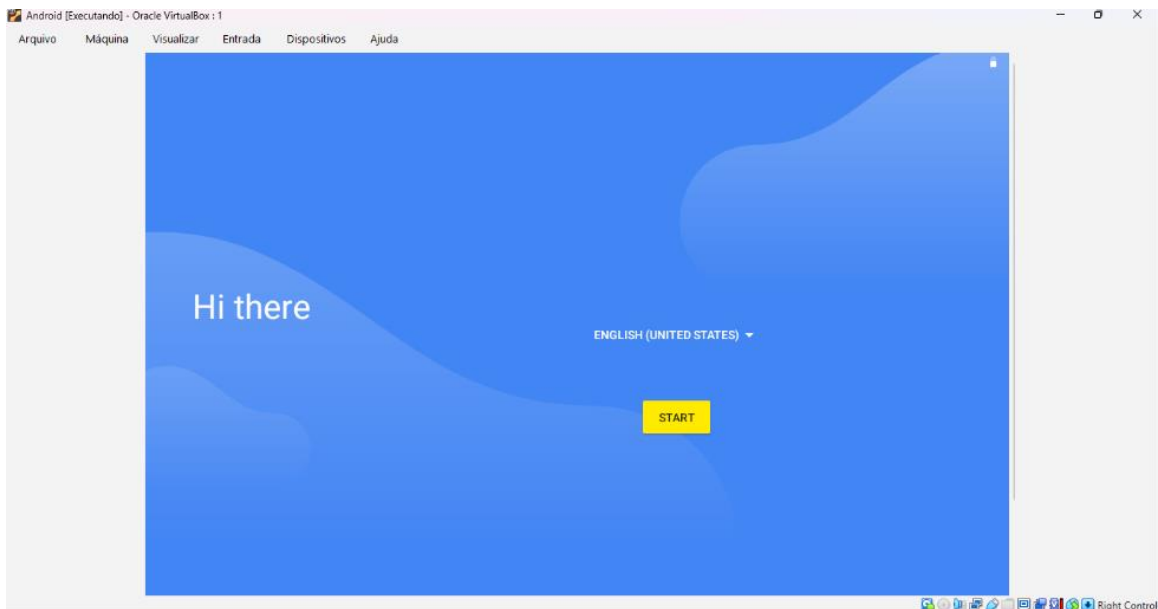 Android [Executando] - Oracle VirtualBox : 1
Arquivo Máquina Visualizar Entrada Dispositivos Ajuda
Hi there
ENGLISH (UNITED STATES)
START
Right Control